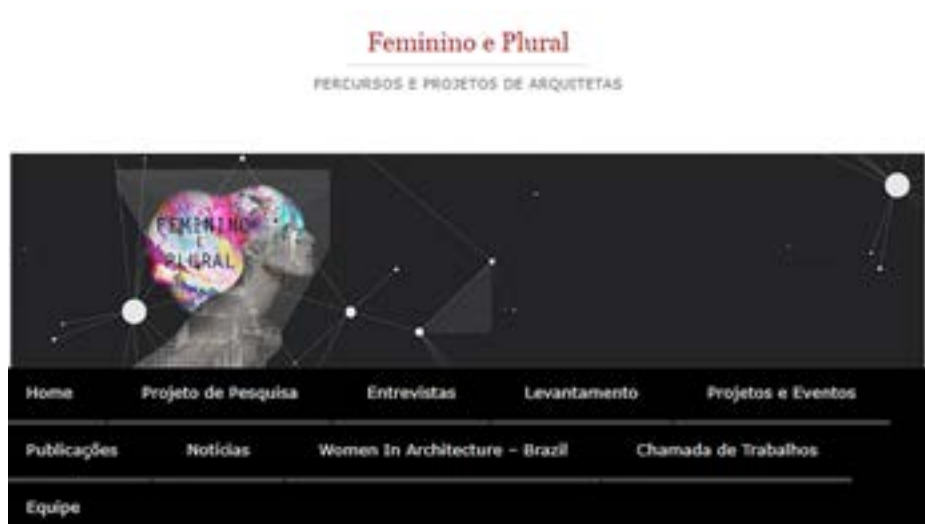 Feminino e Plural
PERCURSOS E PROJETOS DE ARQUITETAS
FEMININO
E
PLURAL
Home Projeto de Pesquisa Entrevistas Levantamento Projetos e Eventos
Publicações Notícias Women In Architecture – Brazil Chamada de Trabalhos
Equipe